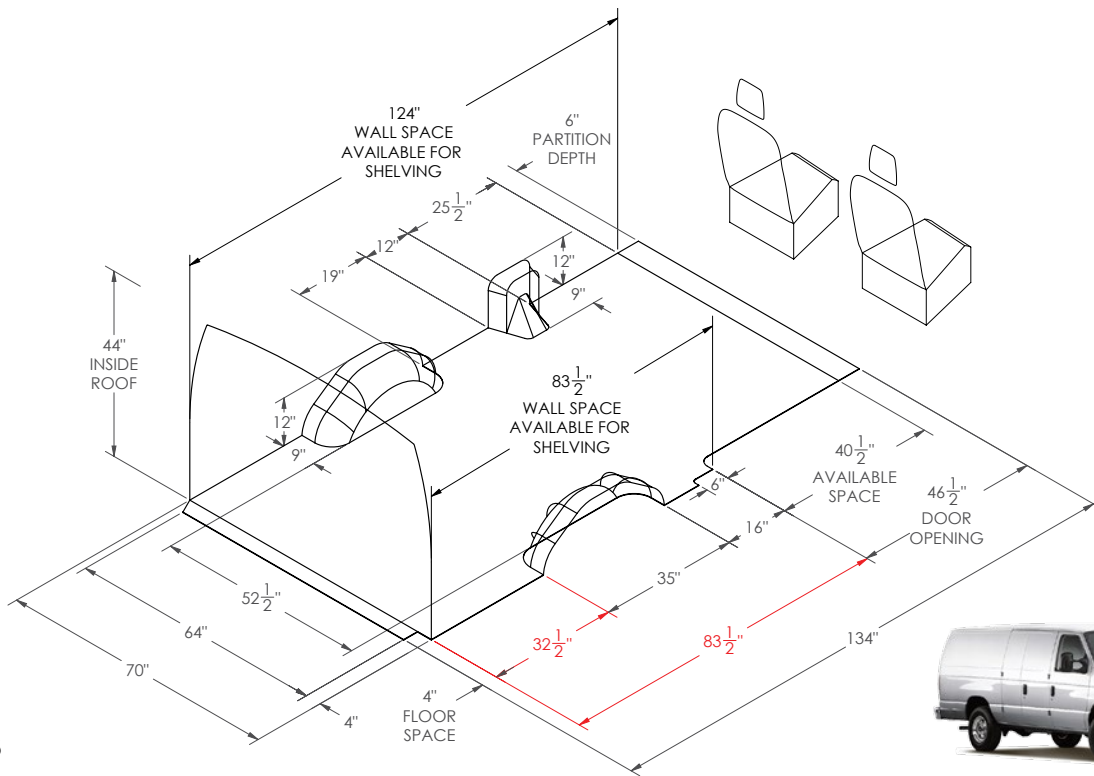 124"
WALL SPACE
AVAILABLE FOR
SHELVING
6"
PARTITION
DEPTH
25 1/2"
12"
19"
12"
9"
44"
INSIDE
ROOF
12"
9"
83 1/2"
WALL SPACE
AVAILABLE FOR
SHELVING
40 1/2"
AVAILABLE
SPACE
46 1/2"
DOOR
OPENING
6"
16"
35"
32 1/2"
83 1/2"
134"
52 1/2"
64"
70"
4"
4"
FLOOR
SPACE